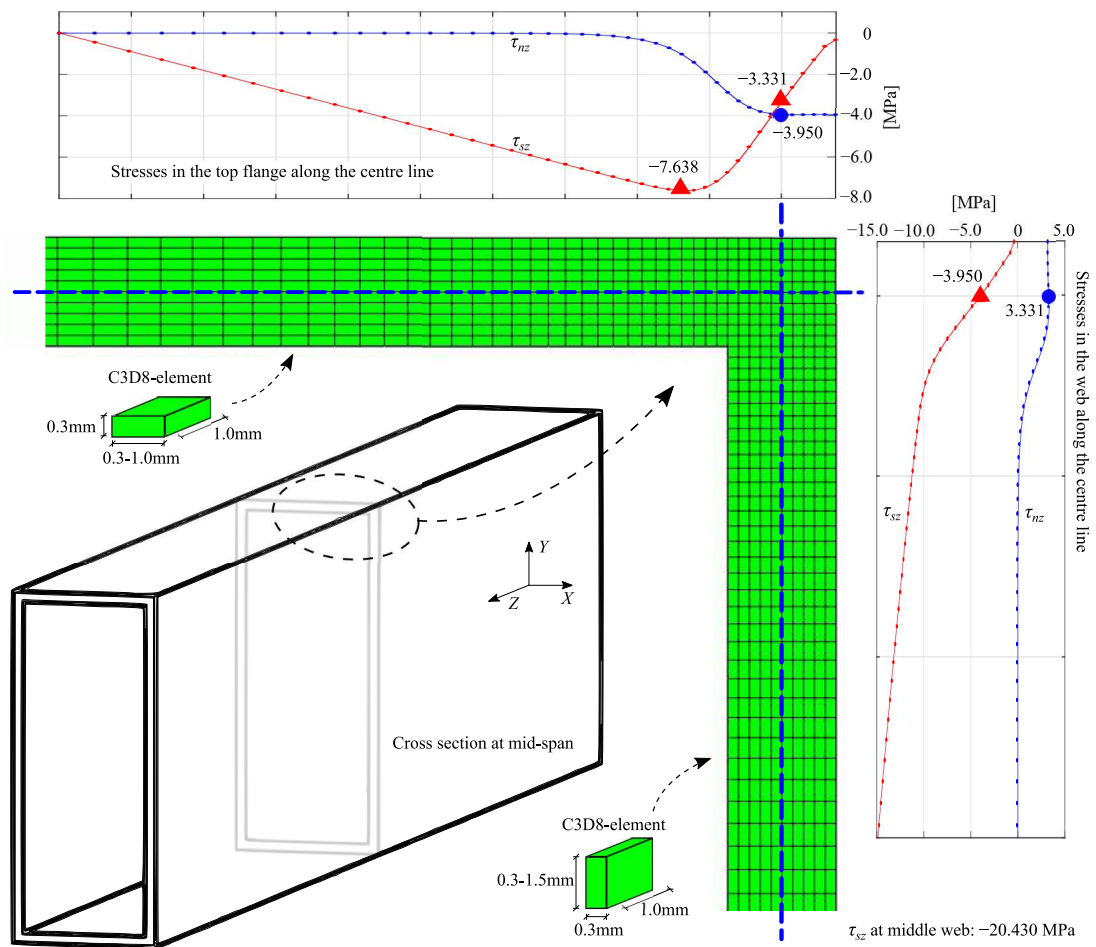 0
τnz
−3.331
−2.0
−4.0
[MPa]
−3.950
τsz
−7.638
−6.0
Stresses in the top flange along the centre line
−8.0
[MPa]
−15.0 −10.0 −5.0 0 5.0
−3.950
3.331
Stresses in the web along the centre line
C3D8-element
0.3mm
1.0mm
0.3-1.0mm
τsz
τnz
Y
Z
X
Cross section at mid-span
C3D8-element
0.3-1.5mm
1.0mm
0.3mm
τsz at middle web: −20.430 MPa